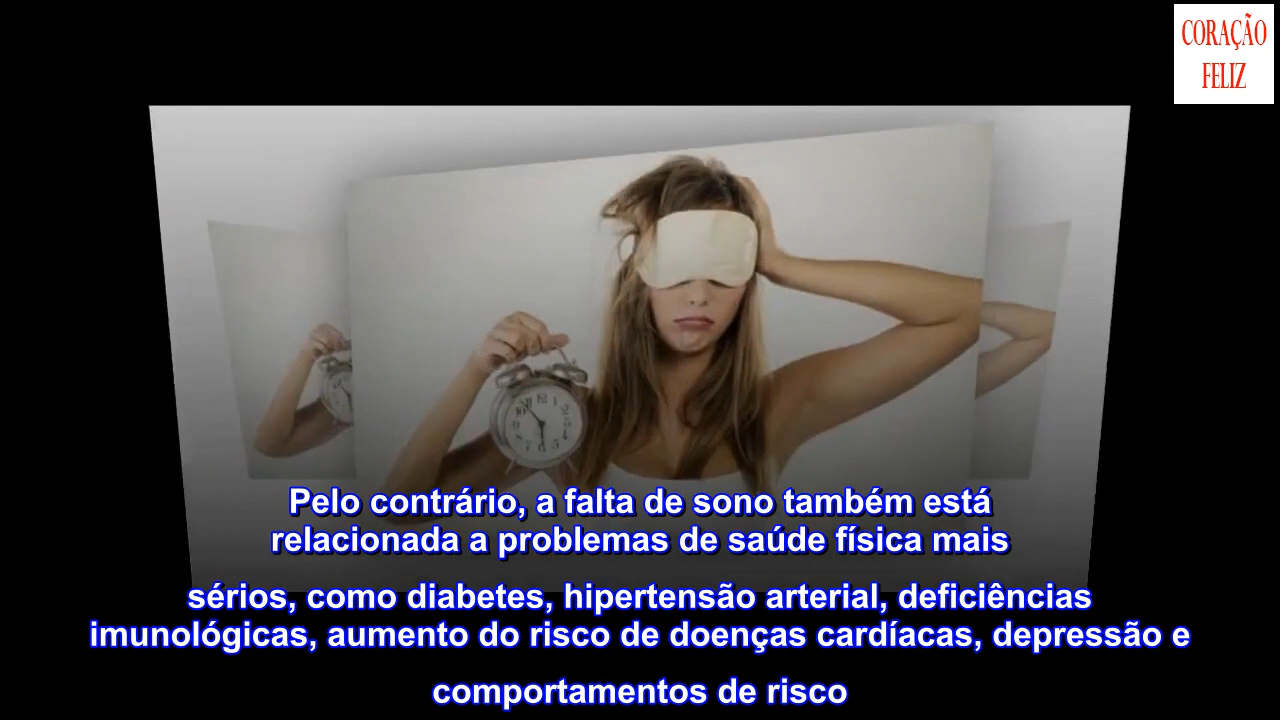 CORAÇÃO
FELIZ
Pelo contrário, a falta de sono também está
relacionada a problemas de saúde física mais
sérios, como diabetes, hipertensão arterial, deficiências
imunológicas, aumento do risco de doenças cardíacas, depressão e
comportamentos de risco